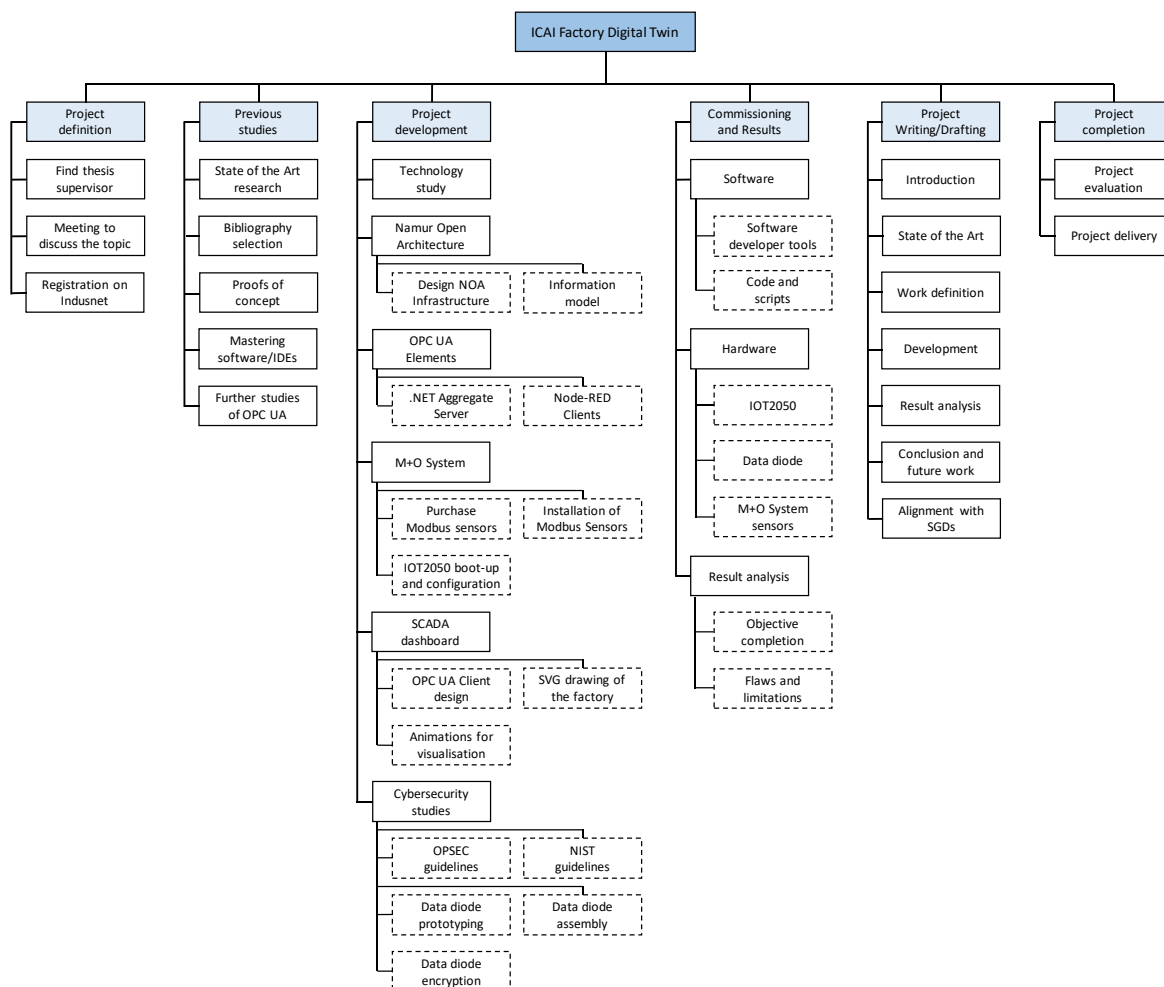 ICAI Factory Digital Twin
Project
definition
Find thesis
supervisor
Meeting to
discuss the topic
Registration on
Indusnet
Previous
studies
State of the Art
research
Bibliography
selection
Proofs of
concept
Mastering
software/IDEs
Further studies
of OPC UA
Project
development
Technology
study
Namur Open
Architecture
Design NOA
Infrastructure
Information
model
OPC UA
Elements
.NET Aggregate
Server
Node-RED
Clients
M+O System
Purchase
Modbus sensors
Installation of
Modbus Sensors
IOT2050 boot-up
and configuration
SCADA
dashboard
OPC UA Client
design
SVG drawing of
the factory
Animations for
visualisation
Cybersecurity
studies
OPSEC
guidelines
NIST
guidelines
Data diode
prototyping
Data diode
assembly
Data diode
encryption
Commissioning
and Results
Software
Software
developer tools
Code and
scripts
Hardware
IOT2050
Data diode
M+O System
sensors
Result analysis
Objective
completion
Flaws and
limitations
Project
Writing/Drafting
Introduction
State of the Art
Work definition
Development
Result analysis
Conclusion and
future work
Alignment with
SGDs
Project
completion
Project
evaluation
Project delivery